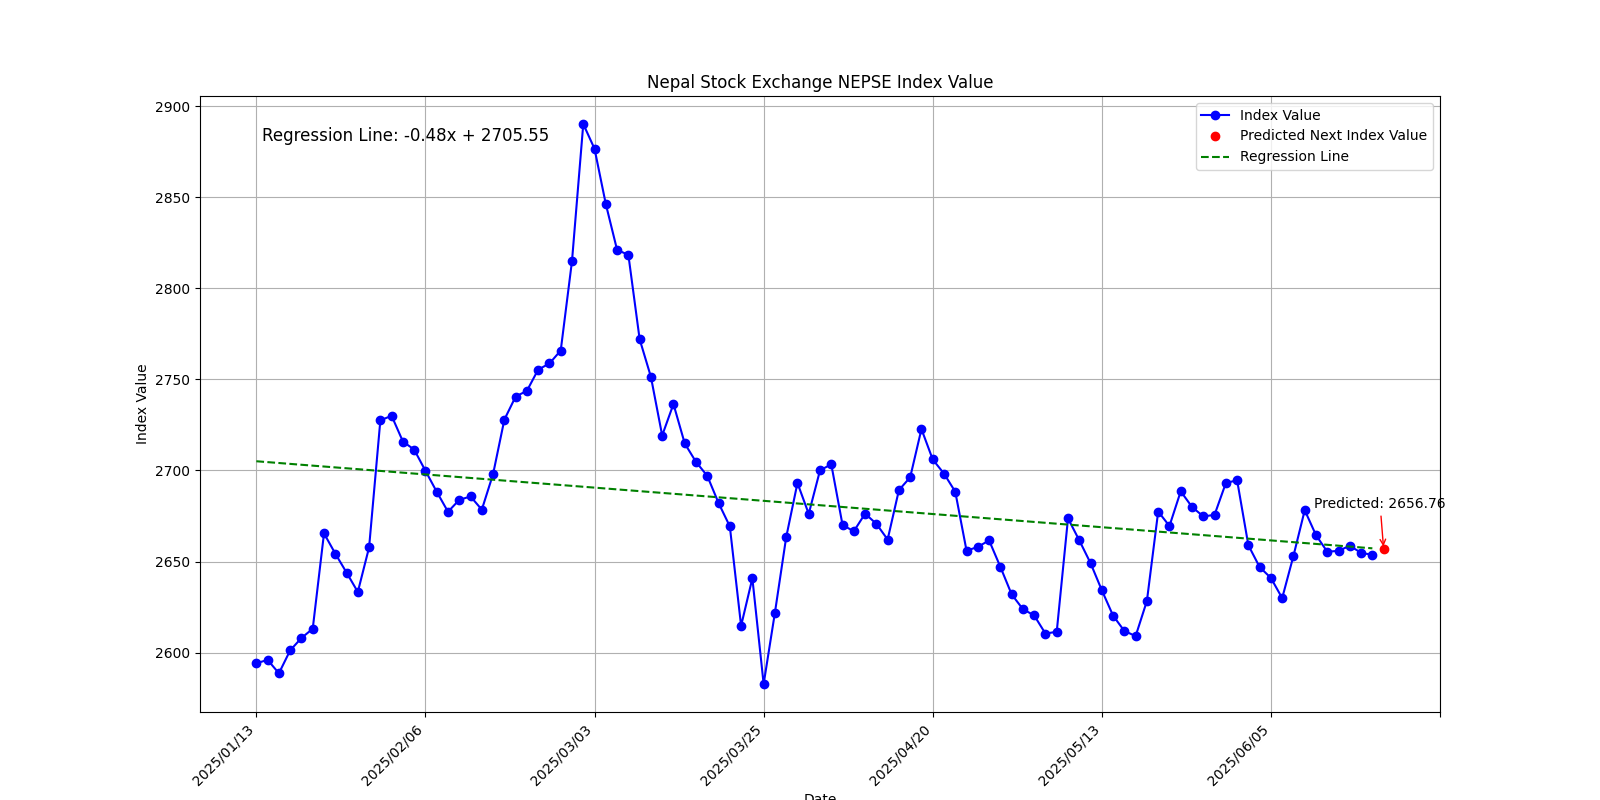 Nepal Stock Exchange NEPSE Index Value
2900
2850
2800
2750
2700
2650
2600
Index Value
Regression Line: -0.48x + 2705.55
Index Value
Predicted Next Index Value
Regression Line
Predicted: 2656.76
2025/01/13
2025/02/06
2025/03/03
2025/03/25
2025/04/20
2025/05/13
2025/06/05
Date